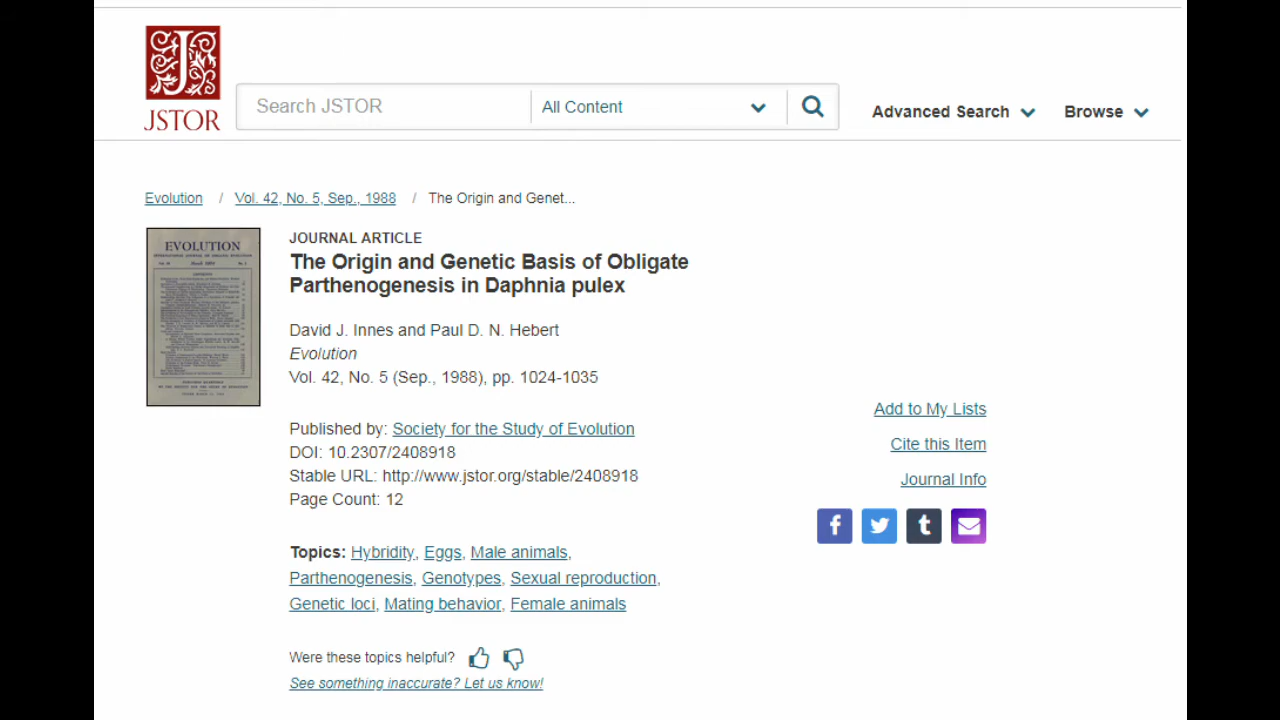 JSTOR
Search JSTOR
All Content
Advanced Search
Browse
Evolution / Vol. 42, No. 5, Sep., 1988 / The Origin and Genet...
EVOLUTION
JOURNAL ARTICLE
The Origin and Genetic Basis of Obligate
Parthenogenesis in Daphnia pulex
David J. Innes and Paul D. N. Hebert
Evolution
Vol. 42, No. 5 (Sep., 1988), pp. 1024-1035
Published by: Society for the Study of Evolution
DOI: 10.2307/2408918
Stable URL: http://www.jstor.org/stable/2408918
Page Count: 12
Add to My Lists
Cite this Item
Journal Info
Topics: Hybridity, Eggs, Male animals,
Parthenogenesis, Genotypes, Sexual reproduction,
Genetic loci, Mating behavior, Female animals
Were these topics helpful?
See something inaccurate? Let us know!